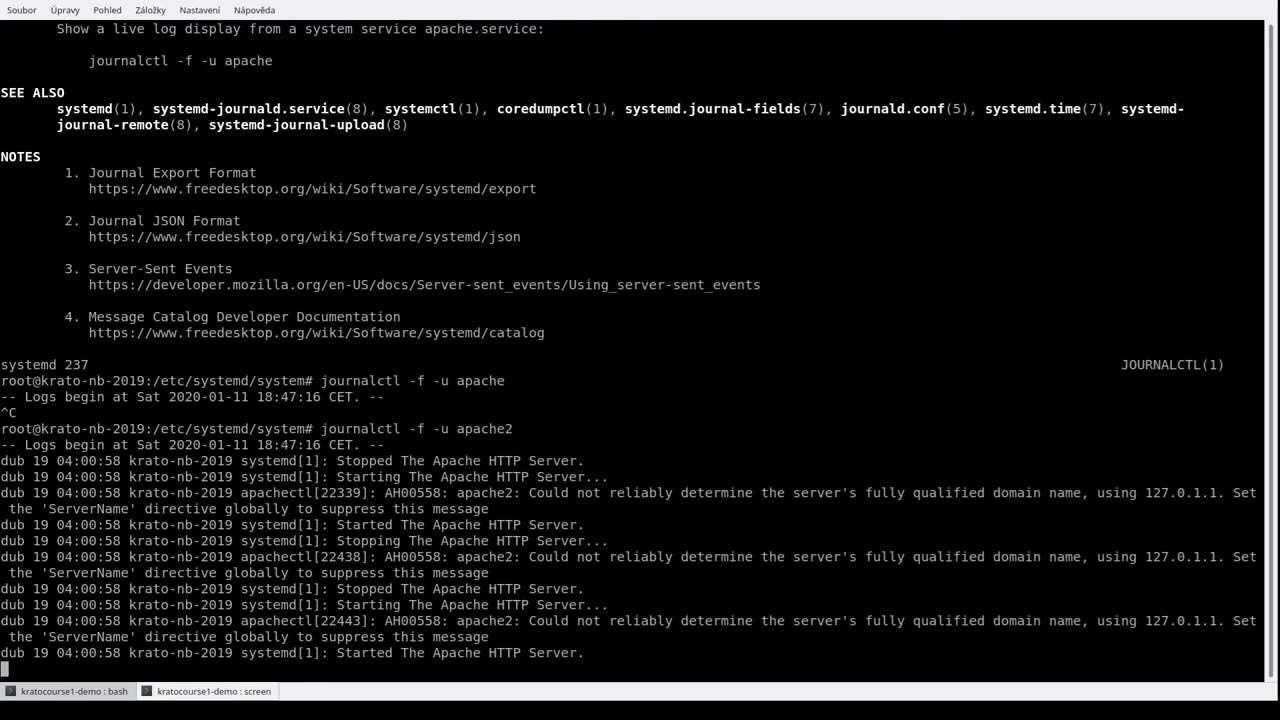 Soubor Úpravy Pohled Záložky Nastavení Nápověda
Show a live log display from a system service apache.service:
journalctl -f -u apache
SEE ALSO
systemd(1), systemd-journald.service(8), systemctl(1), coredumpctl(1), systemd.journal-fields(7), journald.conf(5), systemd.time(7), systemd-
journal-remote(8), systemd-journal-upload(8)
NOTES
1. Journal Export Format
https://www.freedesktop.org/wiki/Software/systemd/export
2. Journal JSON Format
https://www.freedesktop.org/wiki/Software/systemd/json
3. Server-Sent Events
https://developer.mozilla.org/en-US/docs/Server-sent_events/Using_server-sent_events
4. Message Catalog Developer Documentation
https://www.freedesktop.org/wiki/Software/systemd/catalog
systemd 237 JOURNALCTL(1)
root@krato-nb-2019:/etc/systemd/system# journalctl -f -u apache
-- Logs begin at Sat 2020-01-11 18:47:16 CET. --
^C
root@krato-nb-2019:/etc/systemd/system# journalctl -f -u apache2
-- Logs begin at Sat 2020-01-11 18:47:16 CET. --
dub 19 04:00:58 krato-nb-2019 systemd[1]: Stopped The Apache HTTP Server.
dub 19 04:00:58 krato-nb-2019 systemd[1]: Starting The Apache HTTP Server...
dub 19 04:00:58 krato-nb-2019 apachectl[22339]: AH00558: apache2: Could not reliably determine the server's fully qualified domain name, using 127.0.1.1. Set
the 'ServerName' directive globally to suppress this message
dub 19 04:00:58 krato-nb-2019 systemd[1]: Started The Apache HTTP Server.
dub 19 04:00:58 krato-nb-2019 systemd[1]: Stopping The Apache HTTP Server...
dub 19 04:00:58 krato-nb-2019 apachectl[22438]: AH00558: apache2: Could not reliably determine the server's fully qualified domain name, using 127.0.1.1. Set
the 'ServerName' directive globally to suppress this message
dub 19 04:00:58 krato-nb-2019 systemd[1]: Stopped The Apache HTTP Server.
dub 19 04:00:58 krato-nb-2019 systemd[1]: Starting The Apache HTTP Server...
dub 19 04:00:58 krato-nb-2019 apachectl[22443]: AH00558: apache2: Could not reliably determine the server's fully qualified domain name, using 127.0.1.1. Set
the 'ServerName' directive globally to suppress this message
dub 19 04:00:58 krato-nb-2019 systemd[1]: Started The Apache HTTP Server.
kratocourse1-demo : bash kratocourse1-demo : screen